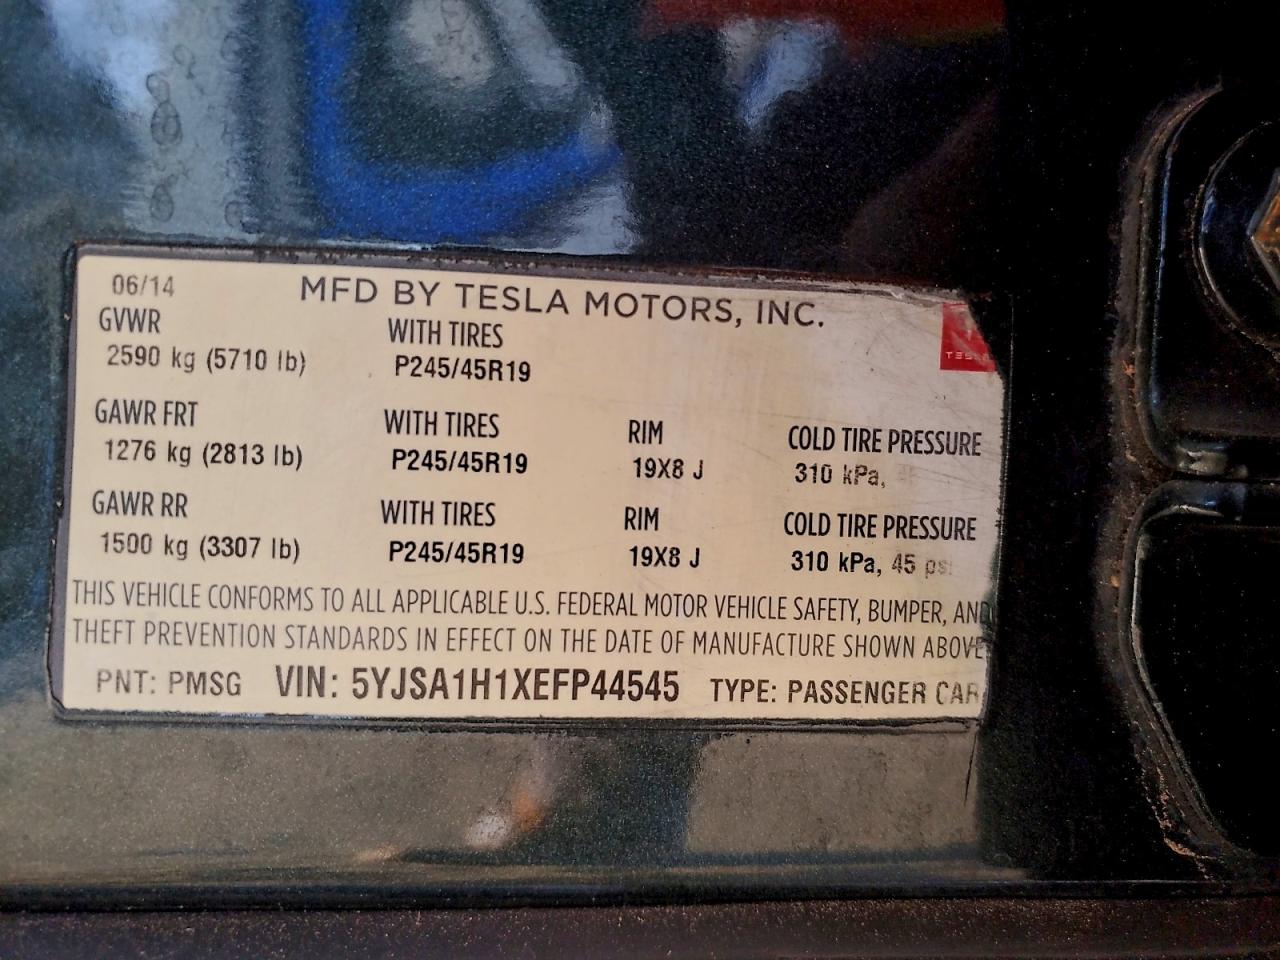 06/14 MFD BY TESLA MOTORS, INC.
GVWR WITH TIRES
2590 kg (5710 lb) P245/45R19
TESLA
GAWR FRT WITH TIRES RIM COLD TIRE PRESSURE
1276 kg (2813 lb) P245/45R19 19X8 J 310 kPa,
GAWR RR WITH TIRES RIM COLD TIRE PRESSURE
1500 kg (3307 lb) P245/45R19 19X8 J 310 kPa, 45 psi
THIS VEHICLE CONFORMS TO ALL APPLICABLE U.S. FEDERAL MOTOR VEHICLE SAFETY, BUMPER, AND
THEFT PREVENTION STANDARDS IN EFFECT ON THE DATE OF MANUFACTURE SHOWN ABOVE
PNT: PMSG VIN: 5YJSA1H1XEFP44545 TYPE: PASSENGER CAR